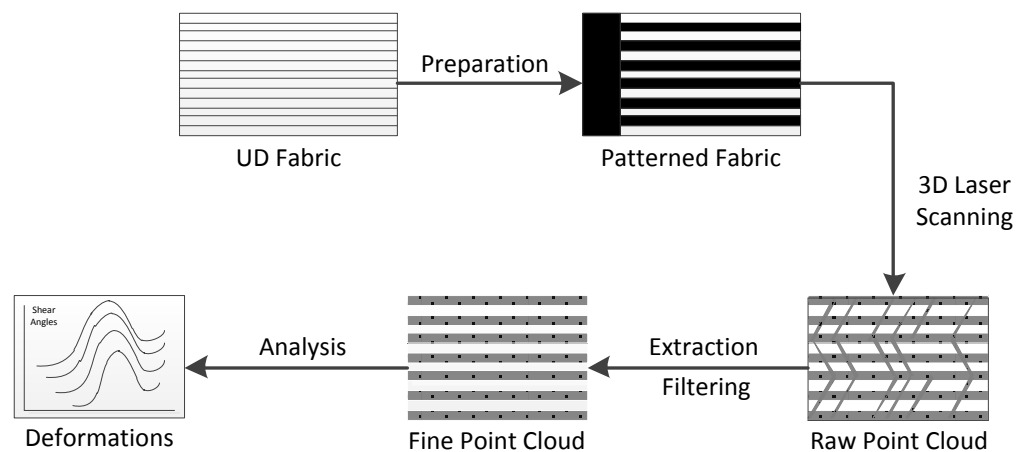 Preparation
UD Fabric
Patterned Fabric
3D Laser
Scanning
Shear
Angles
Analysis
Extraction
Filtering
Deformations
Fine Point Cloud
Raw Point Cloud